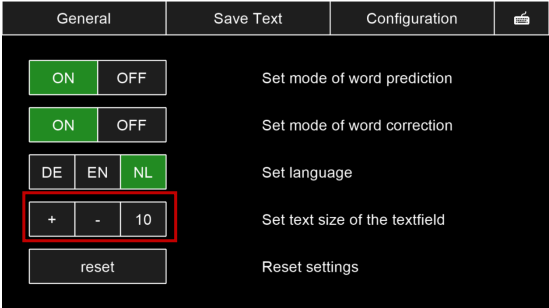 General Save Text Configuration
ON OFF Set mode of word prediction
ON OFF Set mode of word correction
DE EN NL Set language
+ - 10 Set text size of the textfield
reset Reset settings